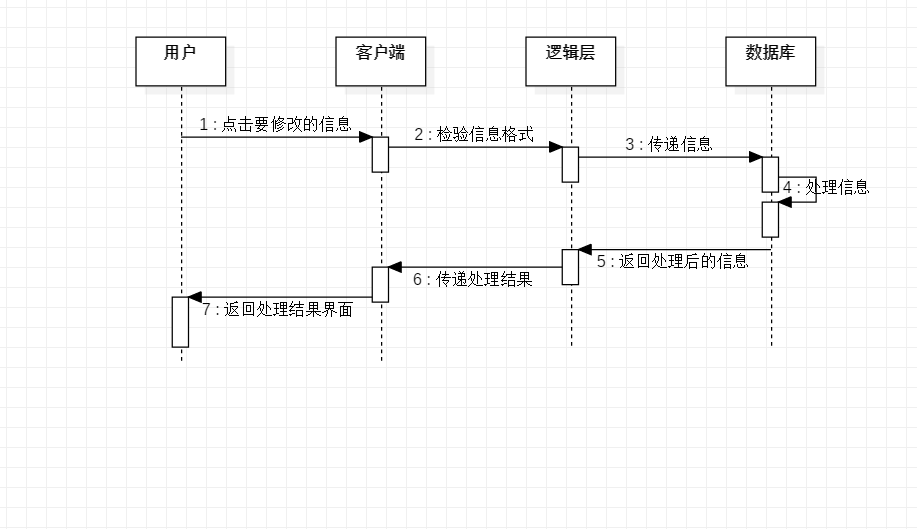 用户
客户端
逻辑层
数据库
1 : 点击要修改的信息
2 : 检验信息格式
3 : 传递信息
4 : 处理信息
5 : 返回处理后的信息
6 : 传递处理结果
7 : 返回处理结果界面